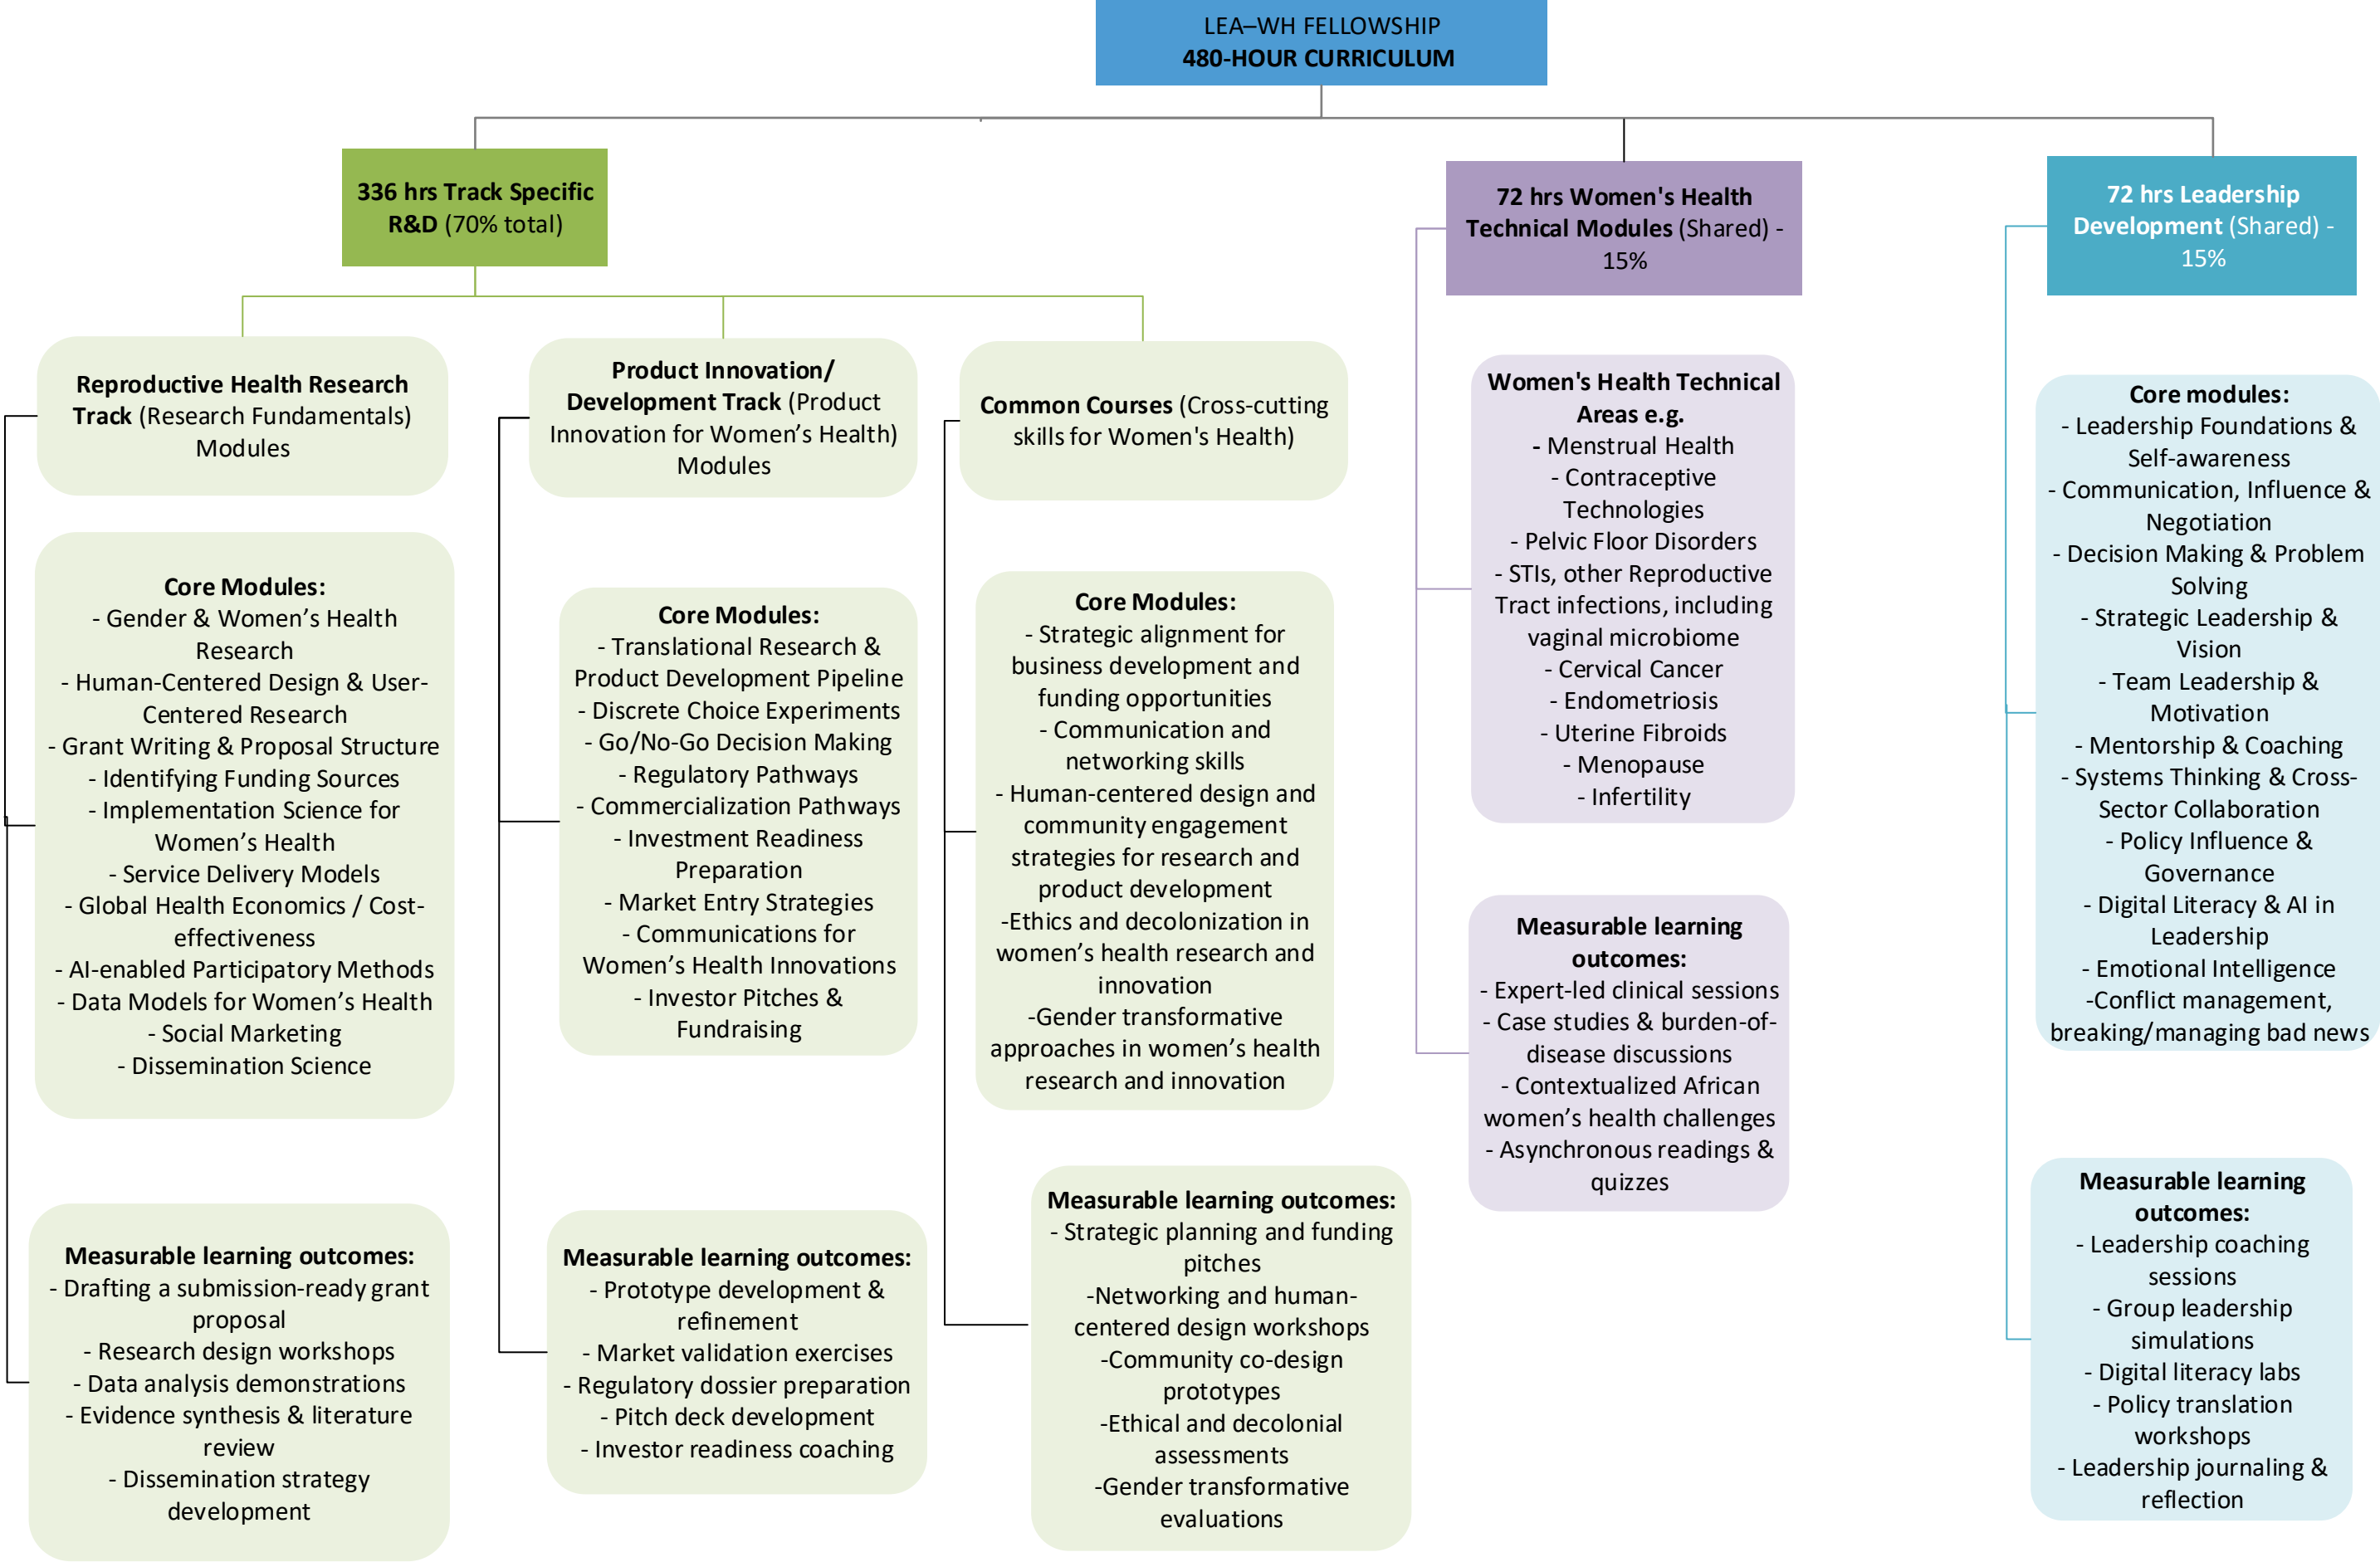 LEA–WH FELLOWSHIP
480-HOUR CURRICULUM
336 hrs Track Specific
R&D (70% total)
72 hrs Women's Health
Technical Modules (Shared) -
15%
72 hrs Leadership
Development (Shared) -
15%
Reproductive Health Research
Track (Research Fundamentals)
Modules
Core Modules:
- Gender & Women’s Health
Research
- Human-Centered Design & User-
Centered Research
- Grant Writing & Proposal Structure
- Identifying Funding Sources
- Implementation Science for
Women’s Health
- Service Delivery Models
- Global Health Economics / Cost-
effectiveness
- AI-enabled Participatory Methods
- Data Models for Women’s Health
- Social Marketing
- Dissemination Science
Measurable learning outcomes:
- Drafting a submission-ready grant
proposal
- Research design workshops
- Data analysis demonstrations
- Evidence synthesis & literature
review
- Dissemination strategy
development
Product Innovation/
Development Track (Product
Innovation for Women’s Health)
Modules
Core Modules:
- Translational Research &
Product Development Pipeline
- Discrete Choice Experiments
- Go/No-Go Decision Making
- Regulatory Pathways
- Commercialization Pathways
- Investment Readiness
Preparation
- Market Entry Strategies
- Communications for
Women’s Health Innovations
- Investor Pitches &
Fundraising
Measurable learning outcomes:
- Prototype development &
refinement
- Market validation exercises
- Regulatory dossier preparation
- Pitch deck development
- Investor readiness coaching
Common Courses (Cross-cutting
skills for Women's Health)
Core Modules:
- Strategic alignment for
business development and
funding opportunities
- Communication and
networking skills
- Human-centered design and
community engagement
strategies for research and
product development
-Ethics and decolonization in
women’s health research and
innovation
-Gender transformative
approaches in women’s health
research and innovation
Measurable learning outcomes:
- Strategic planning and funding
pitches
-Networking and human-
centered design workshops
-Community co-design
prototypes
-Ethical and decolonial
assessments
-Gender transformative
evaluations
Women's Health Technical
Areas e.g.
- Menstrual Health
- Contraceptive
Technologies
- Pelvic Floor Disorders
- STIs, other Reproductive
Tract infections, including
vaginal microbiome
- Cervical Cancer
- Endometriosis
- Uterine Fibroids
- Menopause
- Infertility
Measurable learning
outcomes:
- Expert-led clinical sessions
- Case studies & burden-of-
disease discussions
- Contextualized African
women’s health challenges
- Asynchronous readings &
quizzes
Core modules:
- Leadership Foundations &
Self-awareness
- Communication, Influence &
Negotiation
- Decision Making & Problem
Solving
- Strategic Leadership &
Vision
- Team Leadership &
Motivation
- Mentorship & Coaching
- Systems Thinking & Cross-
Sector Collaboration
- Policy Influence &
Governance
- Digital Literacy & AI in
Leadership
- Emotional Intelligence
-Conflict management,
breaking/managing bad news
Measurable learning
outcomes:
- Leadership coaching
sessions
- Group leadership
simulations
- Digital literacy labs
- Policy translation
workshops
- Leadership journaling &
reflection